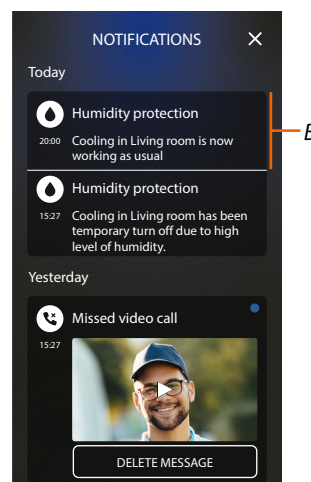 NOTIFICATIONS
Today
Humidity protection
20:00
Cooling in Living room is now
working as usual
Humidity protection
15:27
Cooling in Living room has been
temporary turn off due to high
level of humidity.
Yesterday
Missed video call
15:27
DELETE MESSAGE